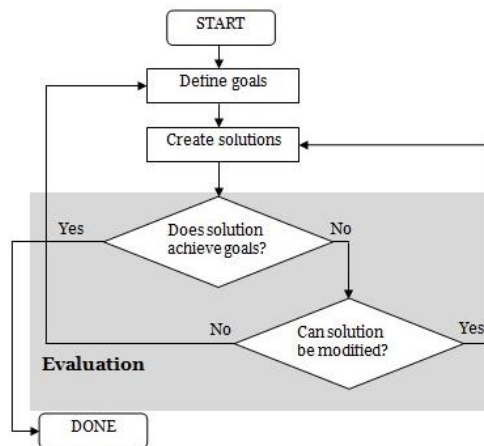 START
Define goals
Create solutions
Yes
Does solution
achieve goals?
No
No
Can solution
be modified?
Yes
Evaluation
DONE